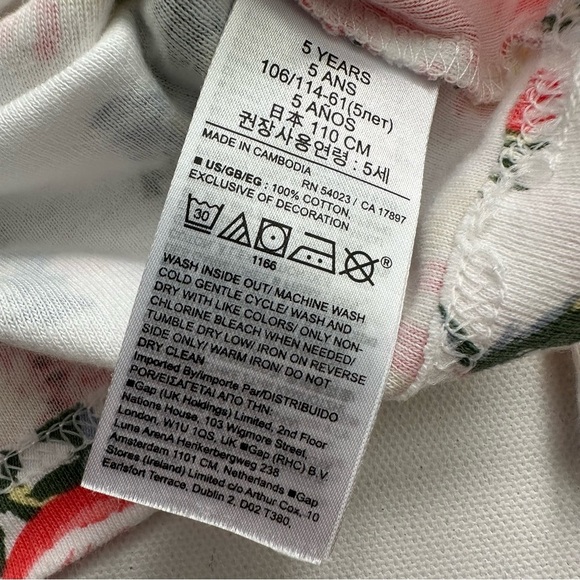 5 YEARS
5 ANS
106/114-61(5лет)
5 AÑOS
日本 110 CM
권장사용연령 : 5세
MADE IN CAMBODIA
RN 54023 / CA 17897
■ US/GB/EG : 100% COTTON.
EXCLUSIVE OF DECORATION
30
®
1166
WASH INSIDE OUT/ MACHINE WASH
COLD GENTLE CYCLE/ WASH AND
DRY WITH LIKE COLORS/ ONLY NON-
CHLORINE BLEACH WHEN NEEDED/
TUMBLE DRY LOW/ IRON ON REVERSE
SIDE ONLY/ WARM IRON/ DO NOT
DRY CLEAN
Imported By/Importe Par/DISTRIBUIDO
POR/ΕΙΣΑΓΕΤΑΙ ΑΠΟ ΤΗΝ:
■Gap (UK Holdings) Limited, 2nd Floor
Nations House, 103 Wigmore Street,
London, W1U 1QS, UK ■Gap (RHC) B.V.
Luna ArenA Herikerbergweg 238
Amsterdam 1101 CM, Netherlands ■Gap
Stores (Ireland) Limited c/o Arthur Cox. 10
Earlsfort Terrace, Dublin 2. D02 T380.